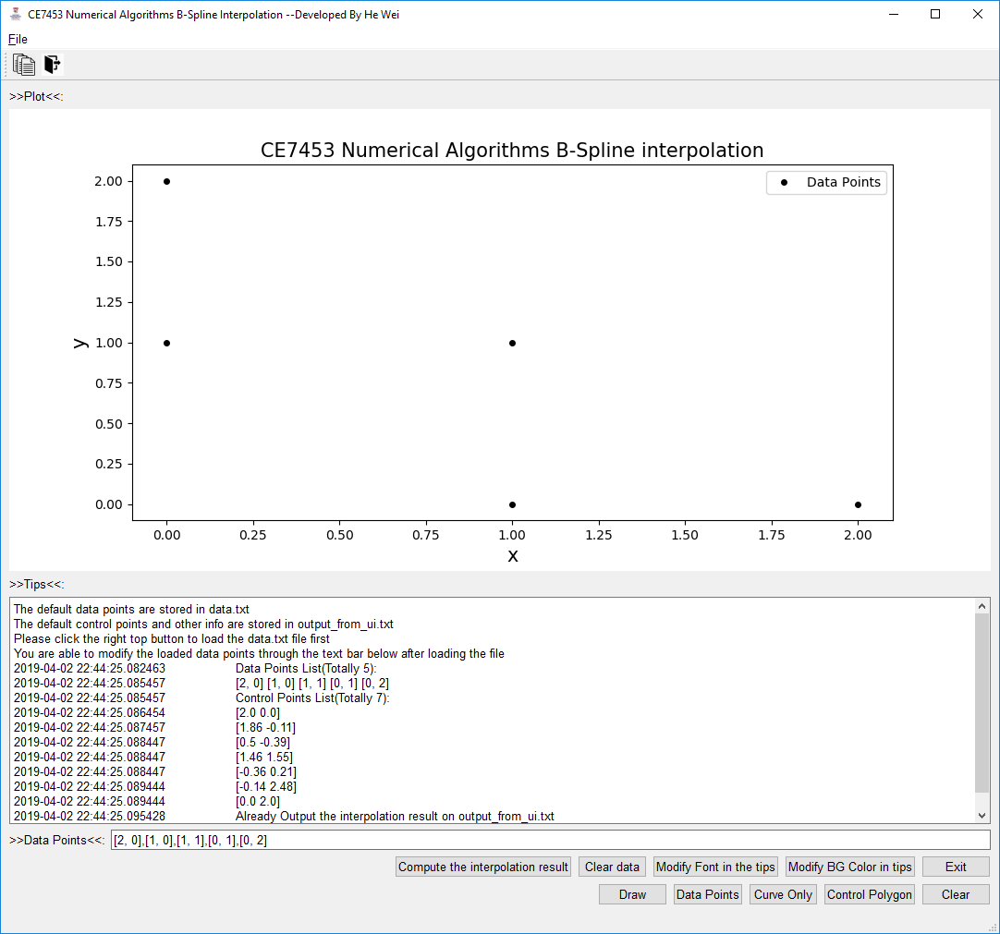 CE7453 Numerical Algorithms B-Spline Interpolation --Developed By He Wei
File
>>Plot<<:
CE7453 Numerical Algorithms B-Spline interpolation
Data Points
2.00
1.75
1.50
1.25
1.00
0.75
0.50
0.25
0.00
y
0.00 0.25 0.50 0.75 1.00 1.25 1.50 1.75 2.00
x
>>Tips<<:
The default data points are stored in data.txt
The default control points and other info are stored in output_from_ui.txt
Please click the right top button to load the data.txt file first
You are able to modify the loaded data points through the text bar below after loading the file
2019-04-02 22:44:25.082463 Data Points List(Totally 5):
2019-04-02 22:44:25.085457 [2, 0] [1, 0] [1, 1] [0, 1] [0, 2]
2019-04-02 22:44:25.085457 Control Points List(Totally 7):
2019-04-02 22:44:25.086454 [2.0 0.0]
2019-04-02 22:44:25.087457 [1.86 -0.11]
2019-04-02 22:44:25.088447 [0.5 -0.39]
2019-04-02 22:44:25.088447 [1.46 1.55]
2019-04-02 22:44:25.088447 [-0.36 0.21]
2019-04-02 22:44:25.089444 [-0.14 2.48]
2019-04-02 22:44:25.089444 [0.0 2.0]
2019-04-02 22:44:25.095428 Already Output the interpolation result on output_from_ui.txt
>>Data Points<<: [2, 0],[1, 0],[1, 1],[0, 1],[0, 2]
Compute the interpolation result Clear data Modify Font in the tips Modify BG Color in tips Exit
Draw Data Points Curve Only Control Polygon Clear